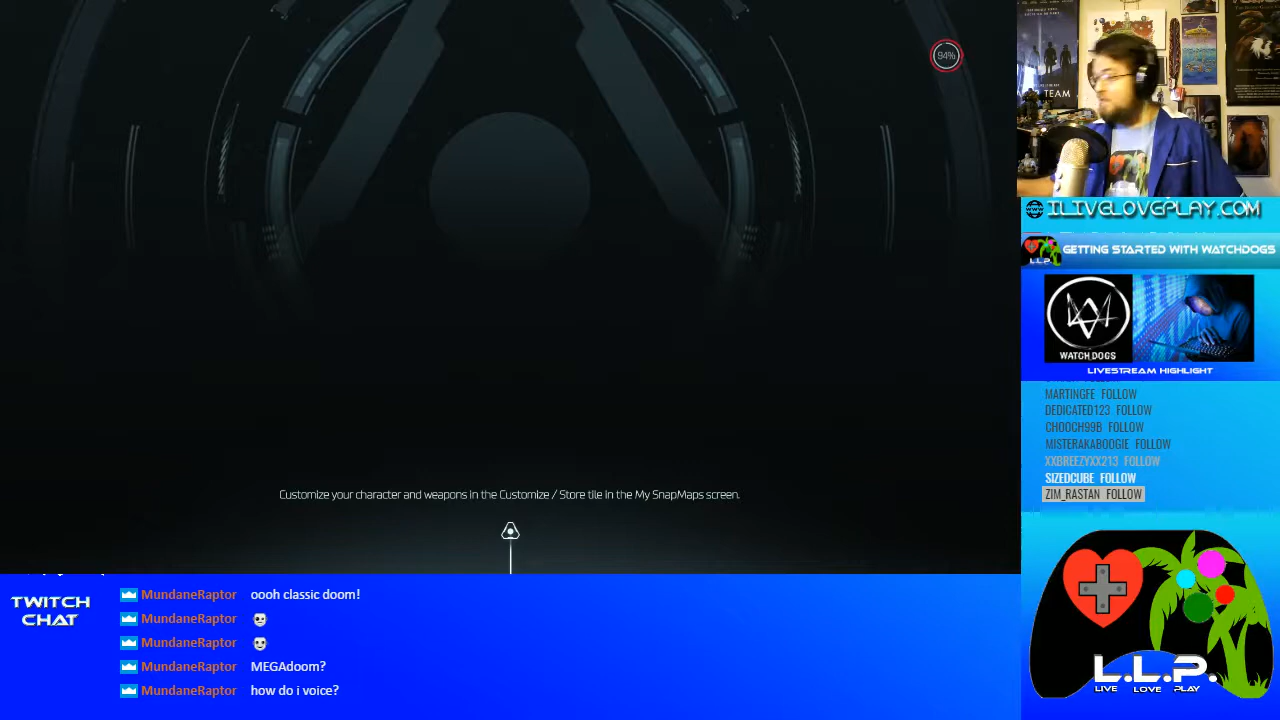 94%
TEAM
ILIVELOVEPLAY.COM
L.L.P.
GETTING STARTED WITH WATCHDOGS
WATCH_DOGS
LIVESTREAM HIGHLIGHT
MARTINGFE FOLLOW
DEDICATED123 FOLLOW
CHOOCH99B FOLLOW
MISTERAKABOOGIE FOLLOW
XXBREEZYXX213 FOLLOW
SIZEDCUBE FOLLOW
ZIM_RASTAN FOLLOW
Customize your character and weapons in the Customize / Store tile in the My SnapMaps screen.
TWITCH
CHAT
MundaneRaptor oooh classic doom!
MundaneRaptor
MundaneRaptor
MundaneRaptor MEGAdoom?
MundaneRaptor how do i voice?
L.L.P.
LIVE LOVE PLAY